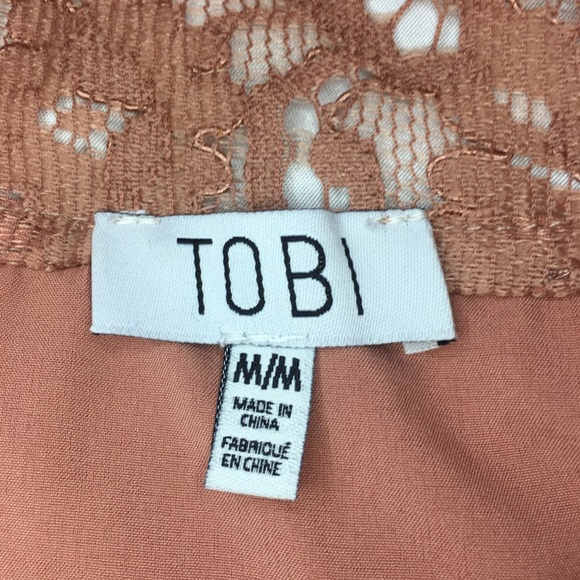 TOBI
M/M
MADE IN
CHINA
FABRIQUÉ
EN CHINE